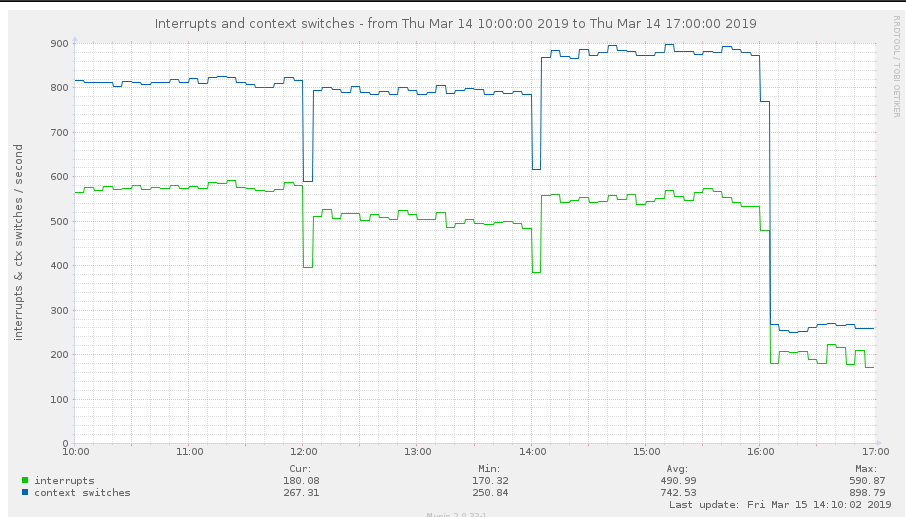 Interrupts and context switches - from Thu Mar 14 10:00:00 2019 to Thu Mar 14 17:00:00 2019
RRDTOOL / TOBI OETIKER
interrupts & ctx switches / second
900
800
700
600
500
400
300
200
100
0
10:00 11:00 12:00 13:00 14:00 15:00 16:00 17:00
Cur: Min: Avg: Max:
interrupts 180.08 170.32 490.99 590.87
context switches 267.31 250.84 742.53 898.79
Last update: Fri Mar 15 14:10:02 2019